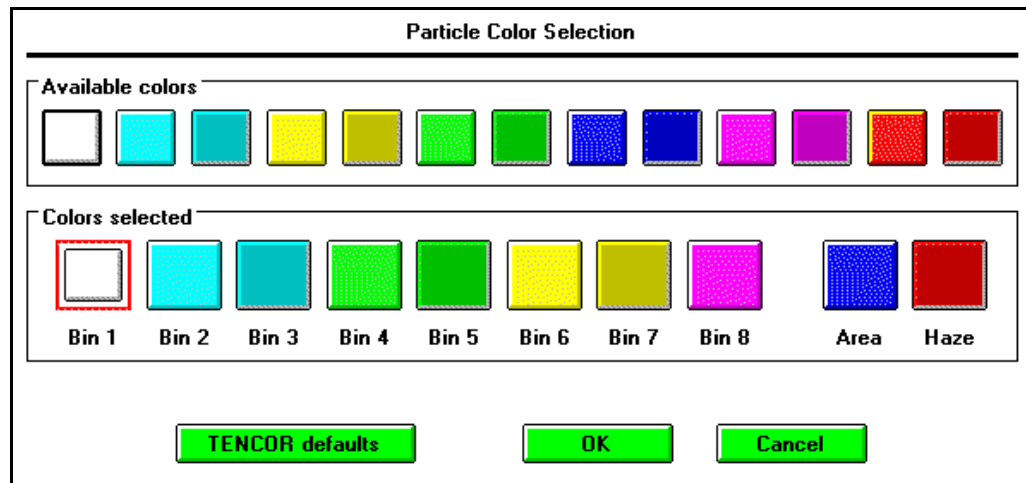 Particle Color Selection
Available colors
Colors selected
Bin 1 Bin 2 Bin 3 Bin 4 Bin 5 Bin 6 Bin 7 Bin 8 Area Haze
TENCOR defaults OK Cancel